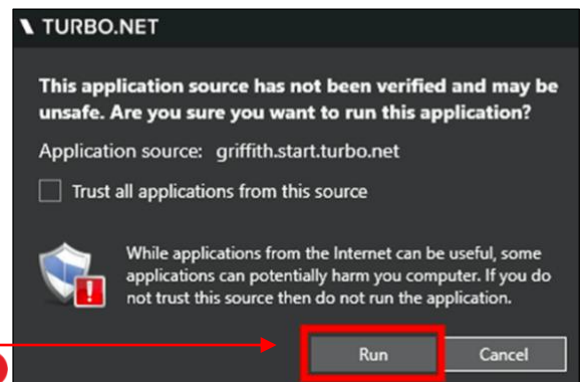 TURBO.NET
This application source has not been verified and may be
unsafe. Are you sure you want to run this application?
Application source: griffith.start.turbo.net
Trust all applications from this source
While applications from the Internet can be useful, some
applications can potentially harm you computer. If you do
not trust this source then do not run the application.
Run Cancel